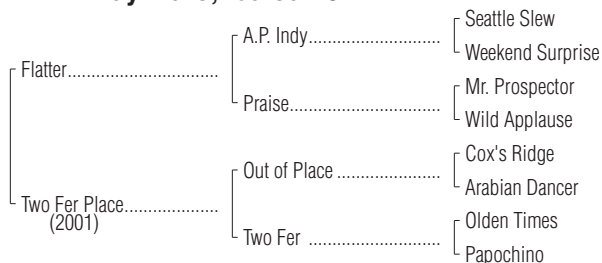 Seattle Slew
A.P. Indy..................................
Weekend Surprise
Flatter.......................................
Mr. Prospector
Praise........................................
Wild Applause
Cox's Ridge
Out of Place ...........................
Arabian Dancer
Two Fer Place........................
(2001)
Olden Times
Two Fer ..................................
Papochino